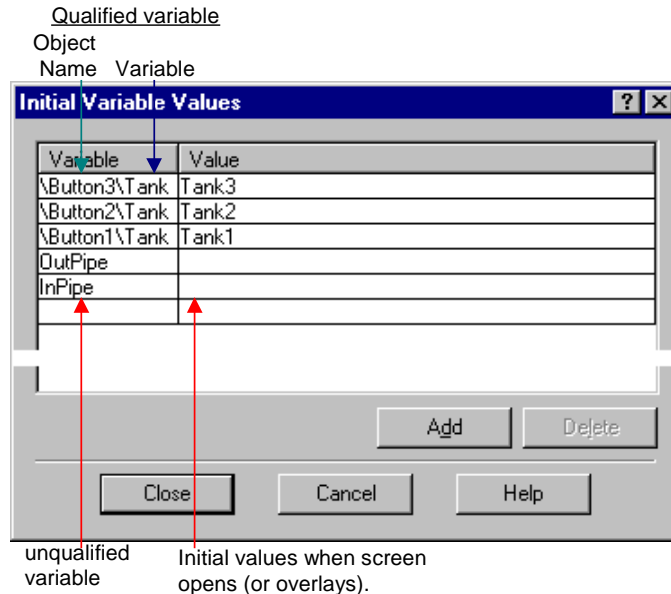 Qualified variable
Object
Name Variable
Initial Variable Values
Variable Value
\Button3\Tank Tank3
\Button2\Tank Tank2
\Button1\Tank Tank1
OutPipe
InPipe
Add Delete
Close Cancel Help
unqualified
variable
Initial values when screen
opens (or overlays).